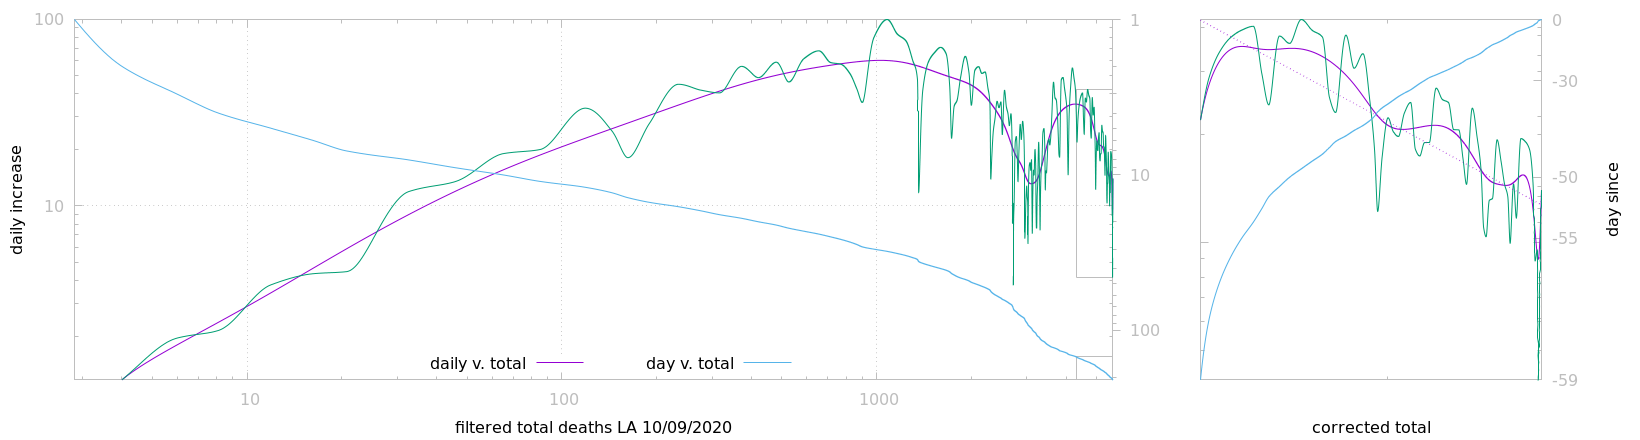 100
10
daily increase
10
100
1000
filtered total deaths LA 10/09/2020
daily v. total
day v. total
1
10
100
0
-30
-40
-50
-55
-59
day since
corrected total